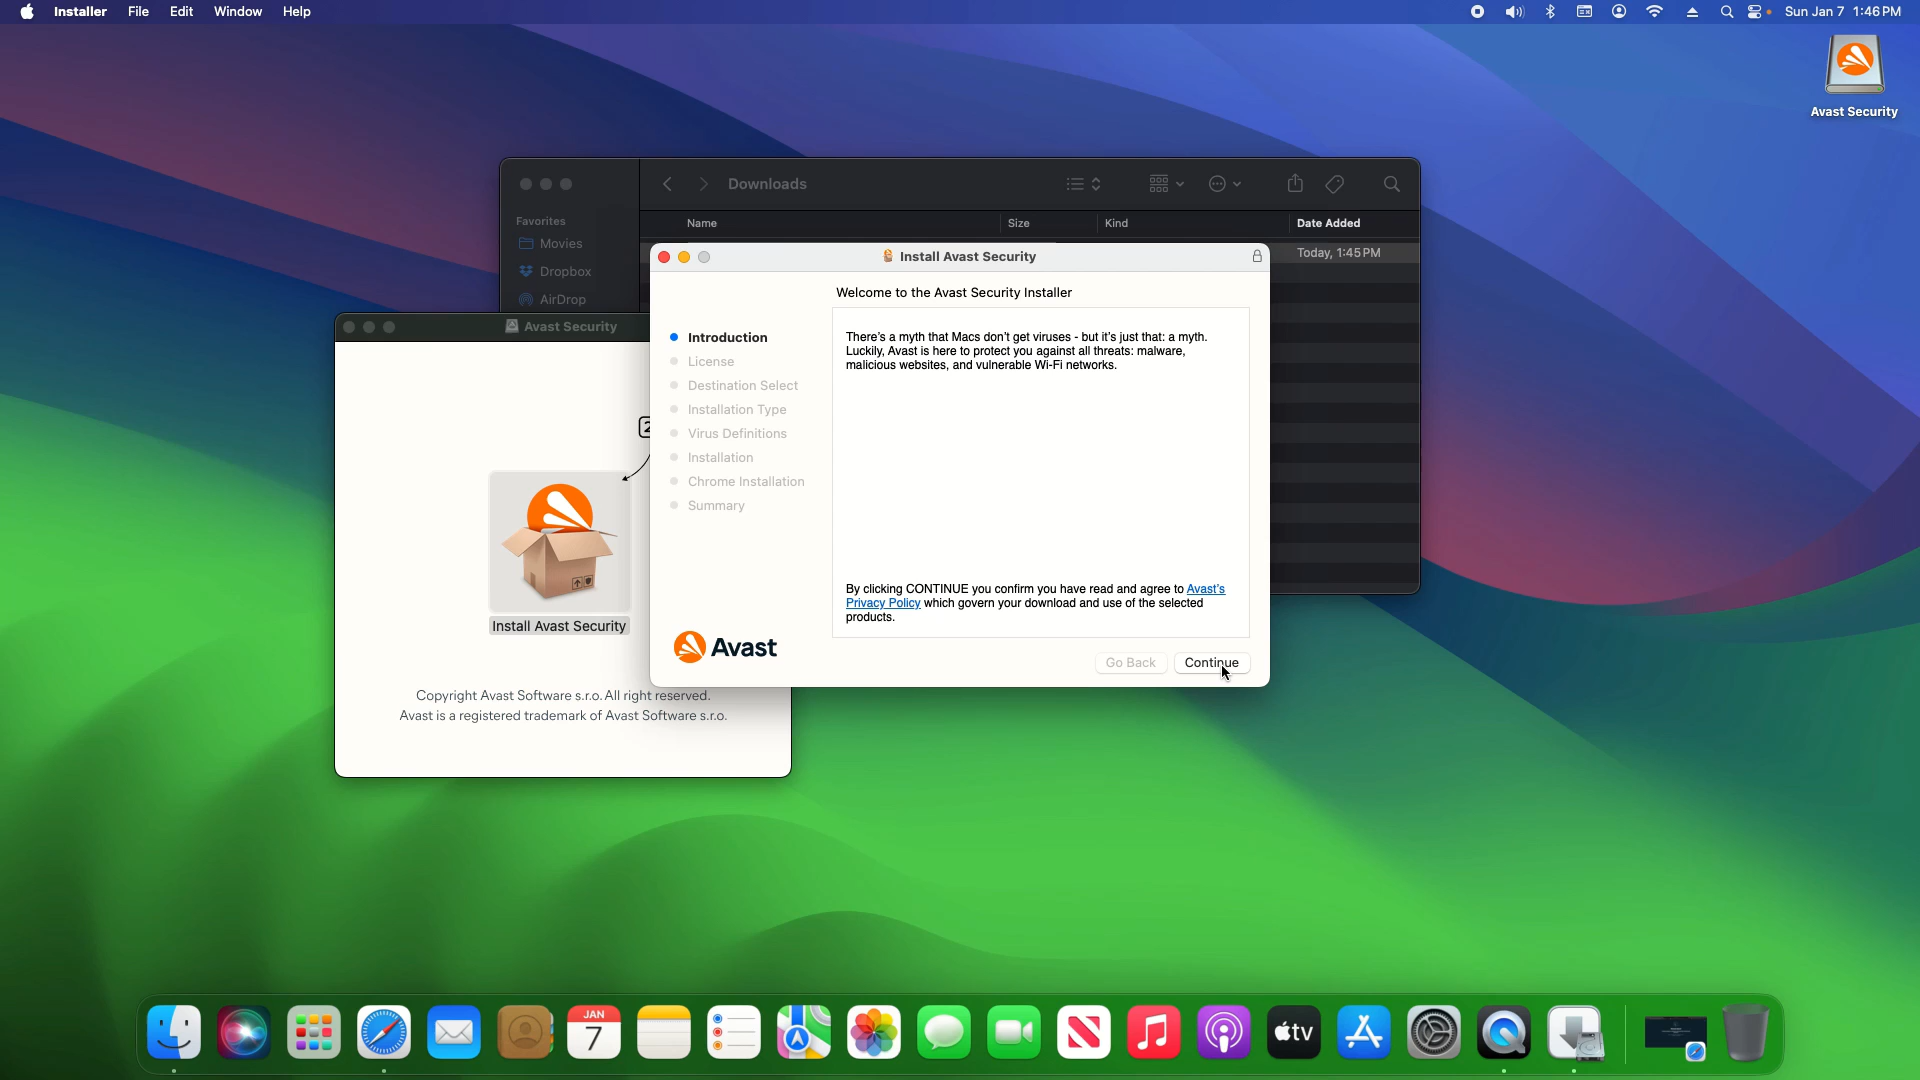 Installer File Edit Window Help
Sun Jan 7 1:46 PM
Avast Security
Downloads
Name Size Kind Date Added
Today, 1:45 PM
Favorites
Movies
Dropbox
AirDrop
Avast Security
2
Install Avast Security
Copyright Avast Software s.r.o. All right reserved.
Avast is a registered trademark of Avast Software s.r.o.
Install Avast Security
Welcome to the Avast Security Installer
Introduction
License
Destination Select
Installation Type
Virus Definitions
Installation
Chrome Installation
Summary
There's a myth that Macs don't get viruses - but it's just that: a myth.
Luckily, Avast is here to protect you against all threats: malware,
malicious websites, and vulnerable Wi-Fi networks.
By clicking CONTINUE you confirm you have read and agree to Avast's
Privacy Policy which govern your download and use of the selected
products.
Avast
Go Back Continue
JAN
7
tv